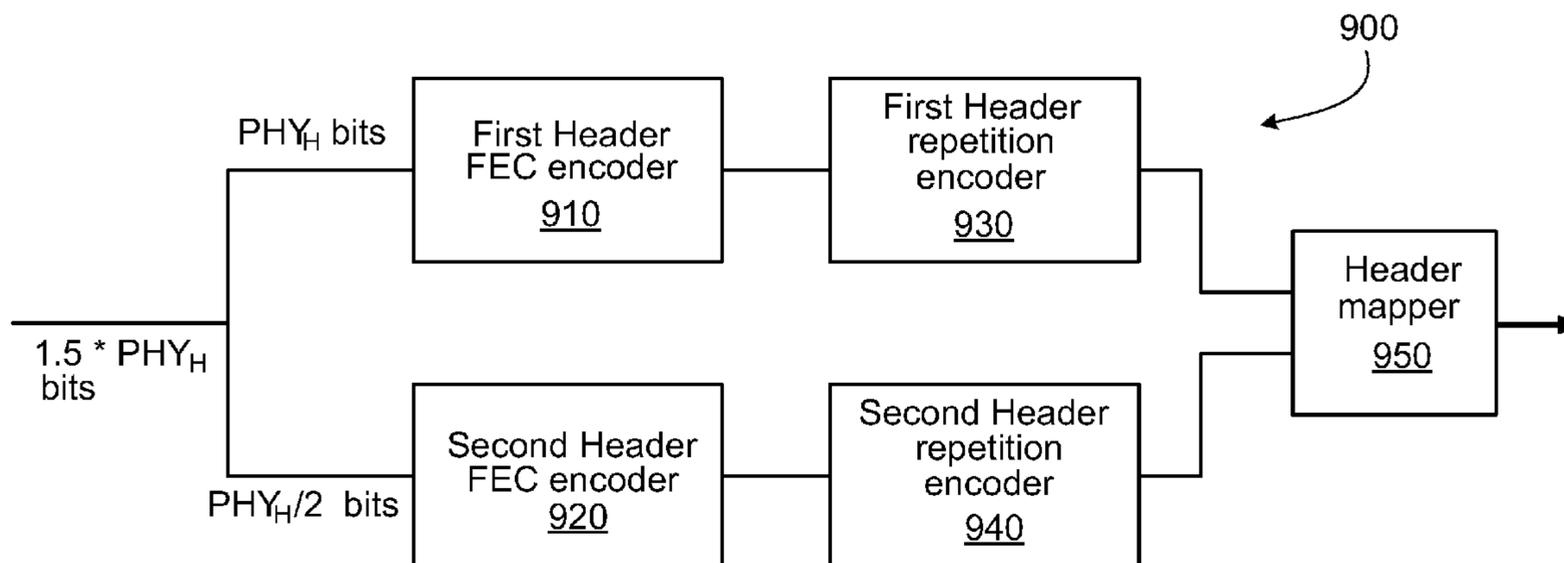 900
PHY_H bits
First Header
FEC encoder
910
First Header
repetition
encoder
930
1.5 * PHY_H
bits
Header
mapper
950
PHY_H/2 bits
Second Header
FEC encoder
920
Second Header
repetition
encoder
940